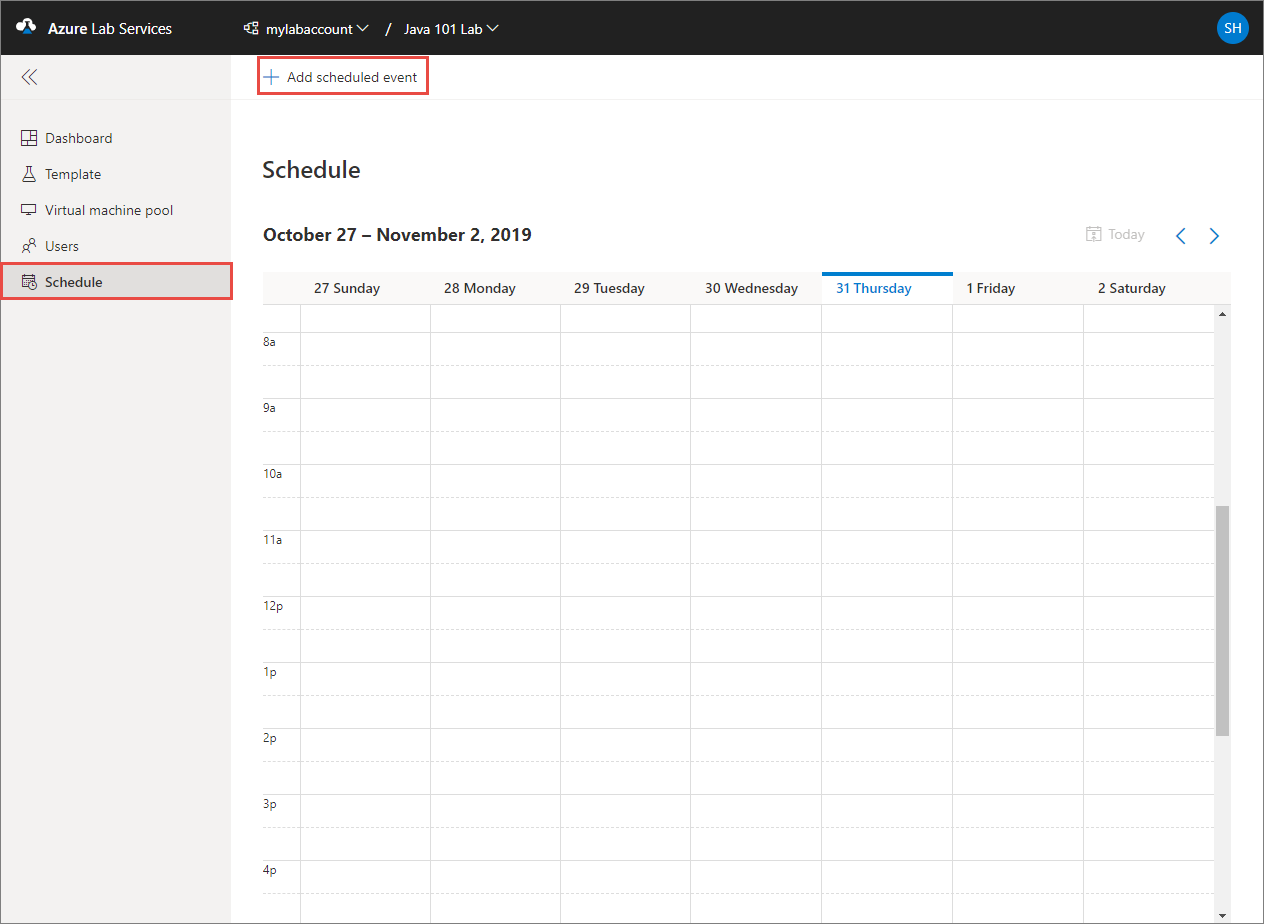 Azure Lab Services mylabaccount / Java 101 Lab SH
+ Add scheduled event
Dashboard
Template
Virtual machine pool
Users
Schedule
Schedule
October 27 – November 2, 2019 Today
27 Sunday 28 Monday 29 Tuesday 30 Wednesday 31 Thursday 1 Friday 2 Saturday
8a
9a
10a
11a
12p
1p
2p
3p
4p